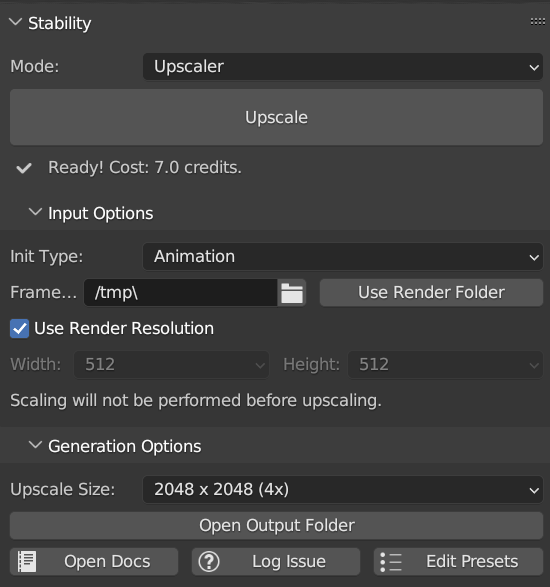 Stability
Mode: Upscaler
Upscale
Ready! Cost: 7.0 credits.
Input Options
Init Type: Animation
Frame... /tmp\ Use Render Folder
Use Render Resolution
Width: 512 Height: 512
Scaling will not be performed before upscaling.
Generation Options
Upscale Size: 2048 x 2048 (4x)
Open Output Folder
Open Docs Log Issue Edit Presets